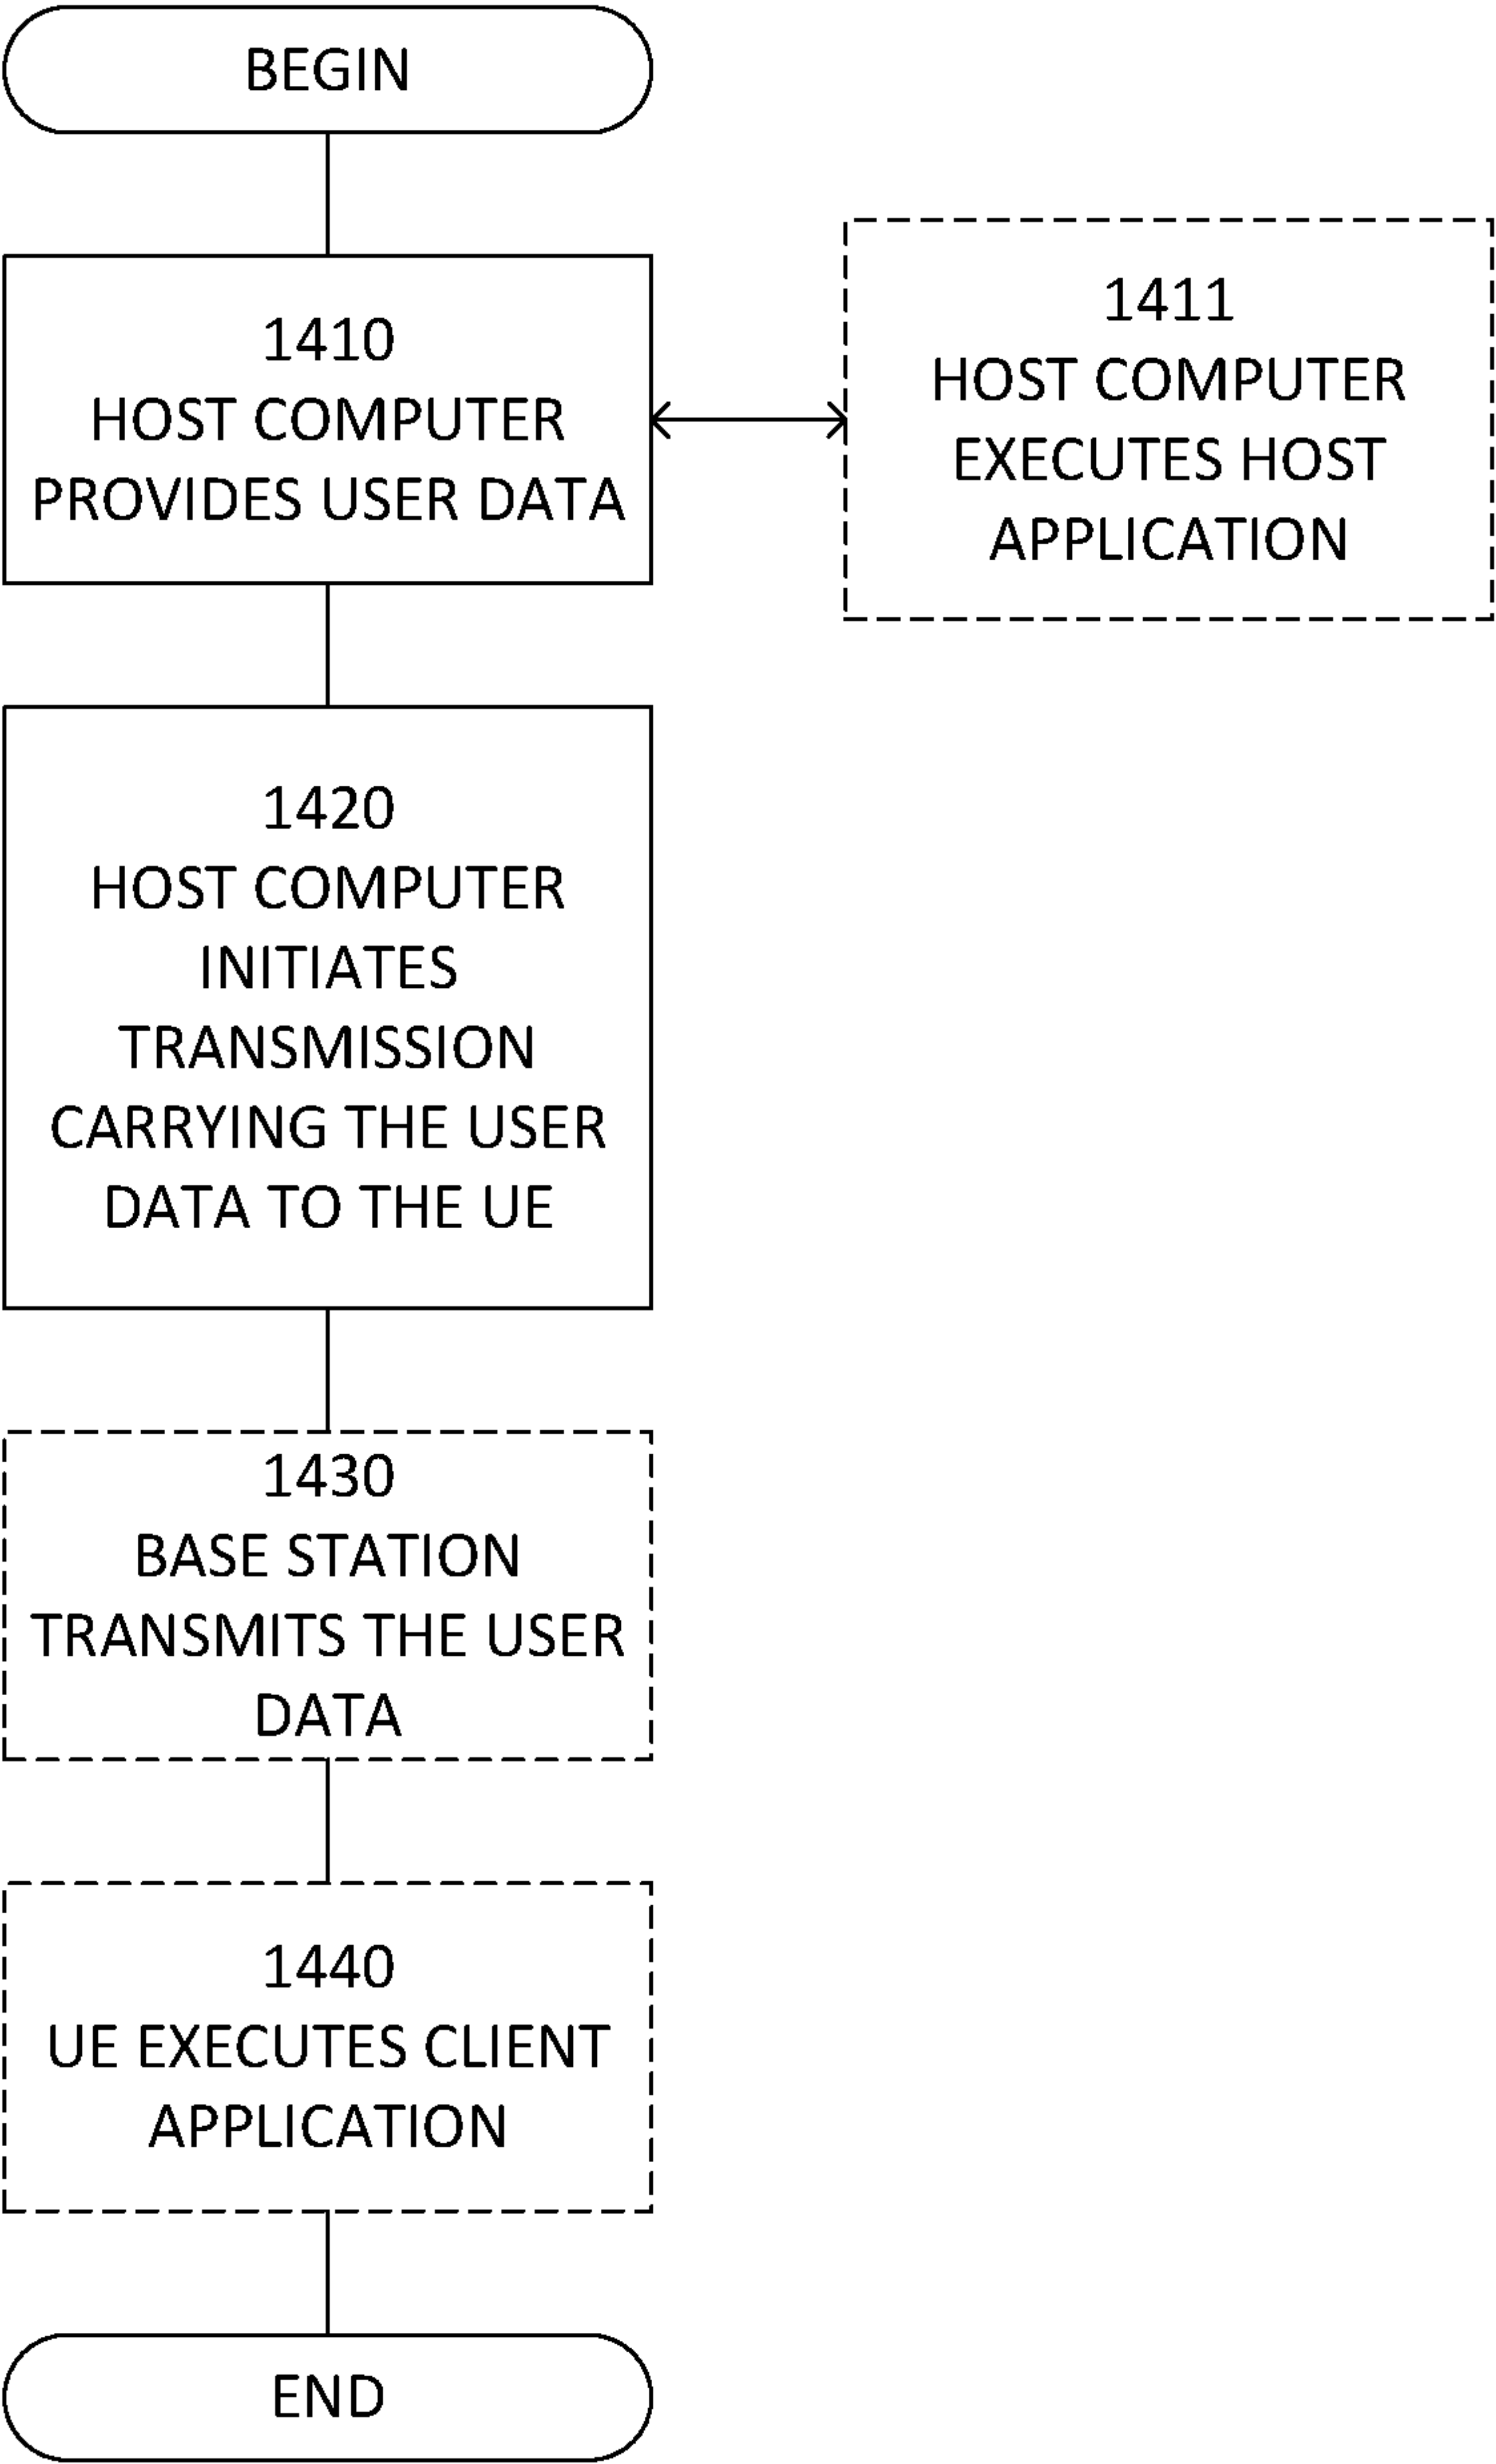 BEGIN
1410
HOST COMPUTER
PROVIDES USER DATA
1411
HOST COMPUTER
EXECUTES HOST
APPLICATION
1420
HOST COMPUTER
INITIATES
TRANSMISSION
CARRYING THE USER
DATA TO THE UE
1430
BASE STATION
TRANSMITS THE USER
DATA
1440
UE EXECUTES CLIENT
APPLICATION
END